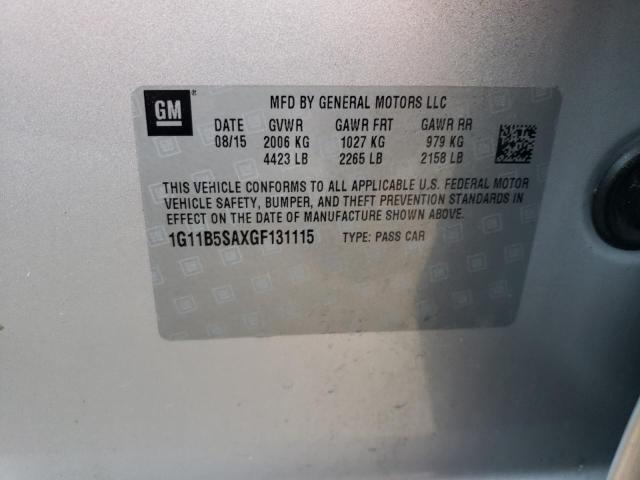 GM
MFD BY GENERAL MOTORS LLC
DATE GVWR GAWR FRT GAWR RR
08/15 2006 KG 1027 KG 979 KG
4423 LB 2265 LB 2158 LB
THIS VEHICLE CONFORMS TO ALL APPLICABLE U.S. FEDERAL MOTOR
VEHICLE SAFETY, BUMPER, AND THEFT PREVENTION STANDARDS IN
EFFECT ON THE DATE OF MANUFACTURE SHOWN ABOVE.
1G11B5SAXGF131115 TYPE: PASS CAR